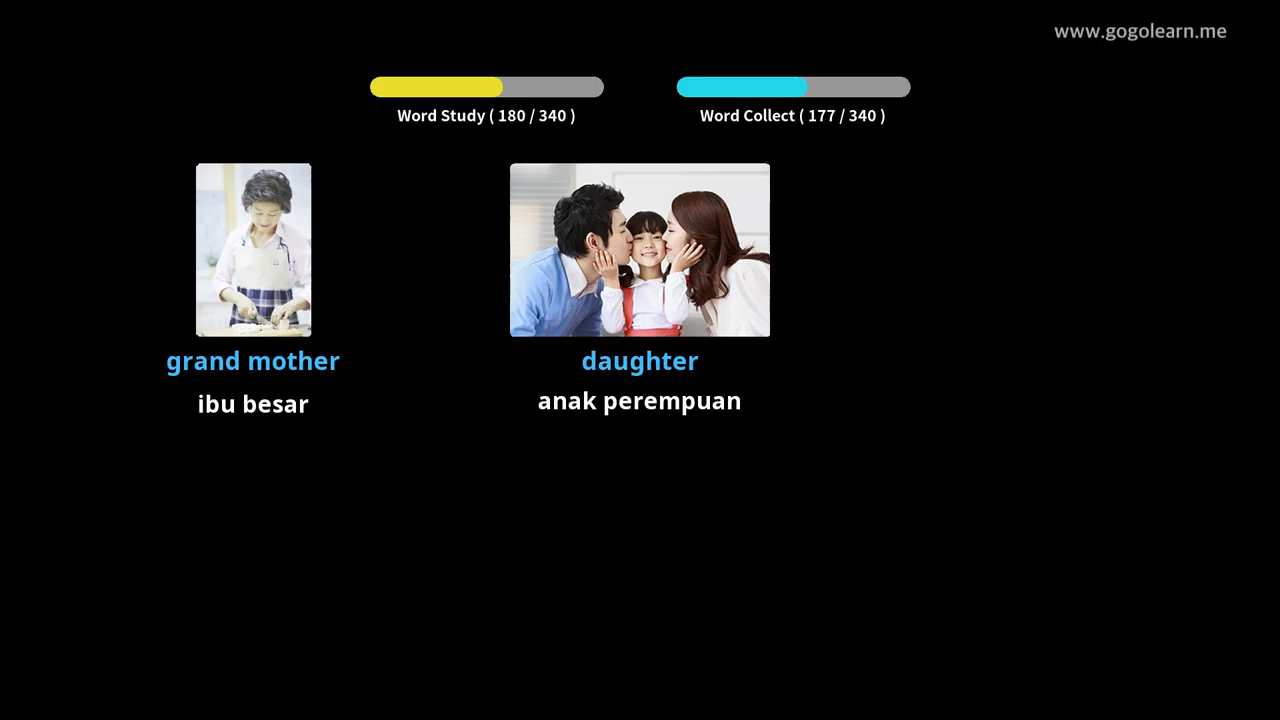 www.gogolearn.me
Word Study ( 180 / 340 )
Word Collect ( 177 / 340 )
grand mother
ibu besar
daughter
anak perempuan